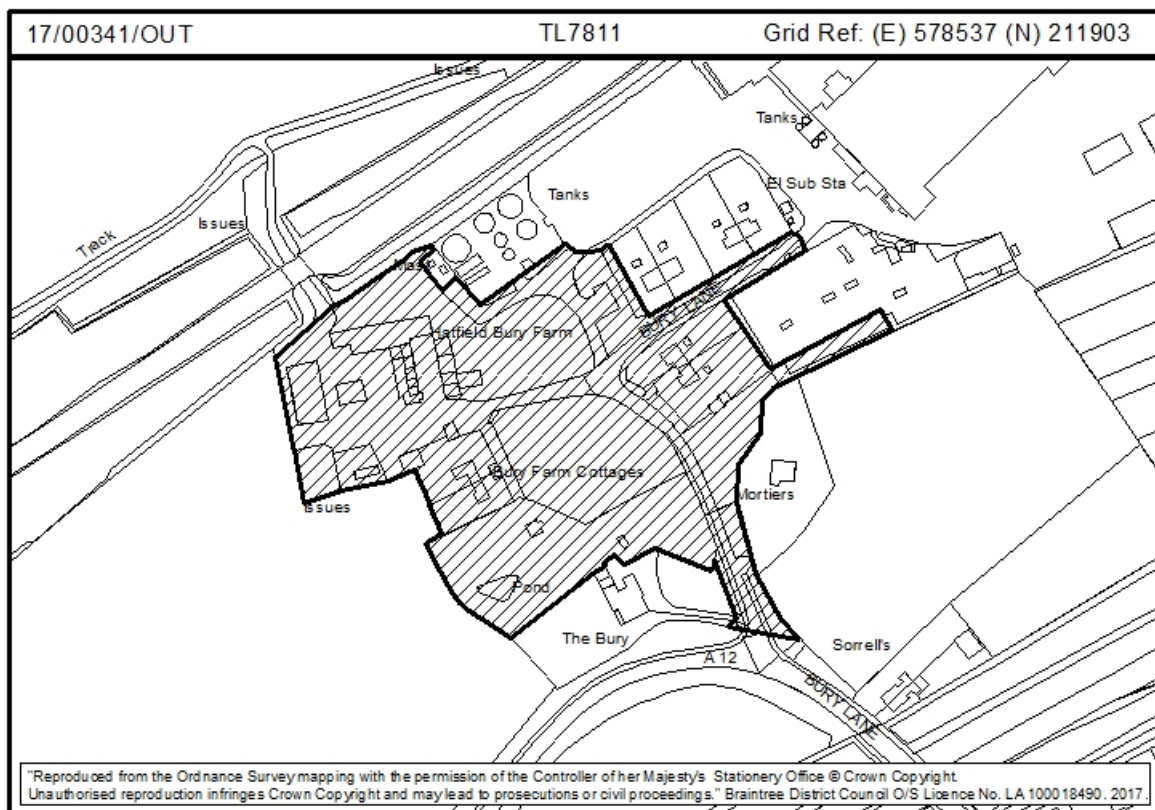 17/00341/OUT TL7811 Grid Ref: (E) 578537 (N) 211903
Issues
Tanks
El Sub Sta
Tanks
Issues
Track
Mast
BURY LANE
Hatfield Bury Farm
Bury Farm Cottages
Mortiers
Issues
Pond
The Bury
Sorrell's
A 12
BURY LANE
"Reproduced from the Ordnance Survey mapping with the permission of the Controller of her Majesty's Stationery Office © Crown Copyright.
Unauthorised reproduction infringes Crown Copyright and may lead to prosecutions or civil proceedings." Braintree District Council O/S Licence No. LA 100018490. 2017.